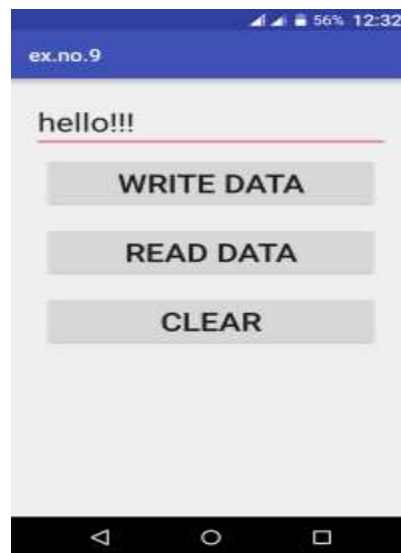 56% 12:32
ex.no.9
hello!!!
WRITE DATA
READ DATA
CLEAR